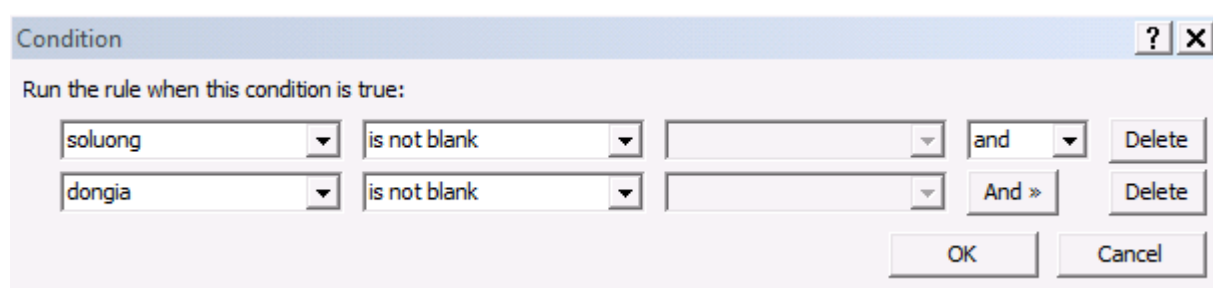 Condition
Run the rule when this condition is true:
soluong is not blank and Delete
dongia is not blank And » Delete
OK Cancel